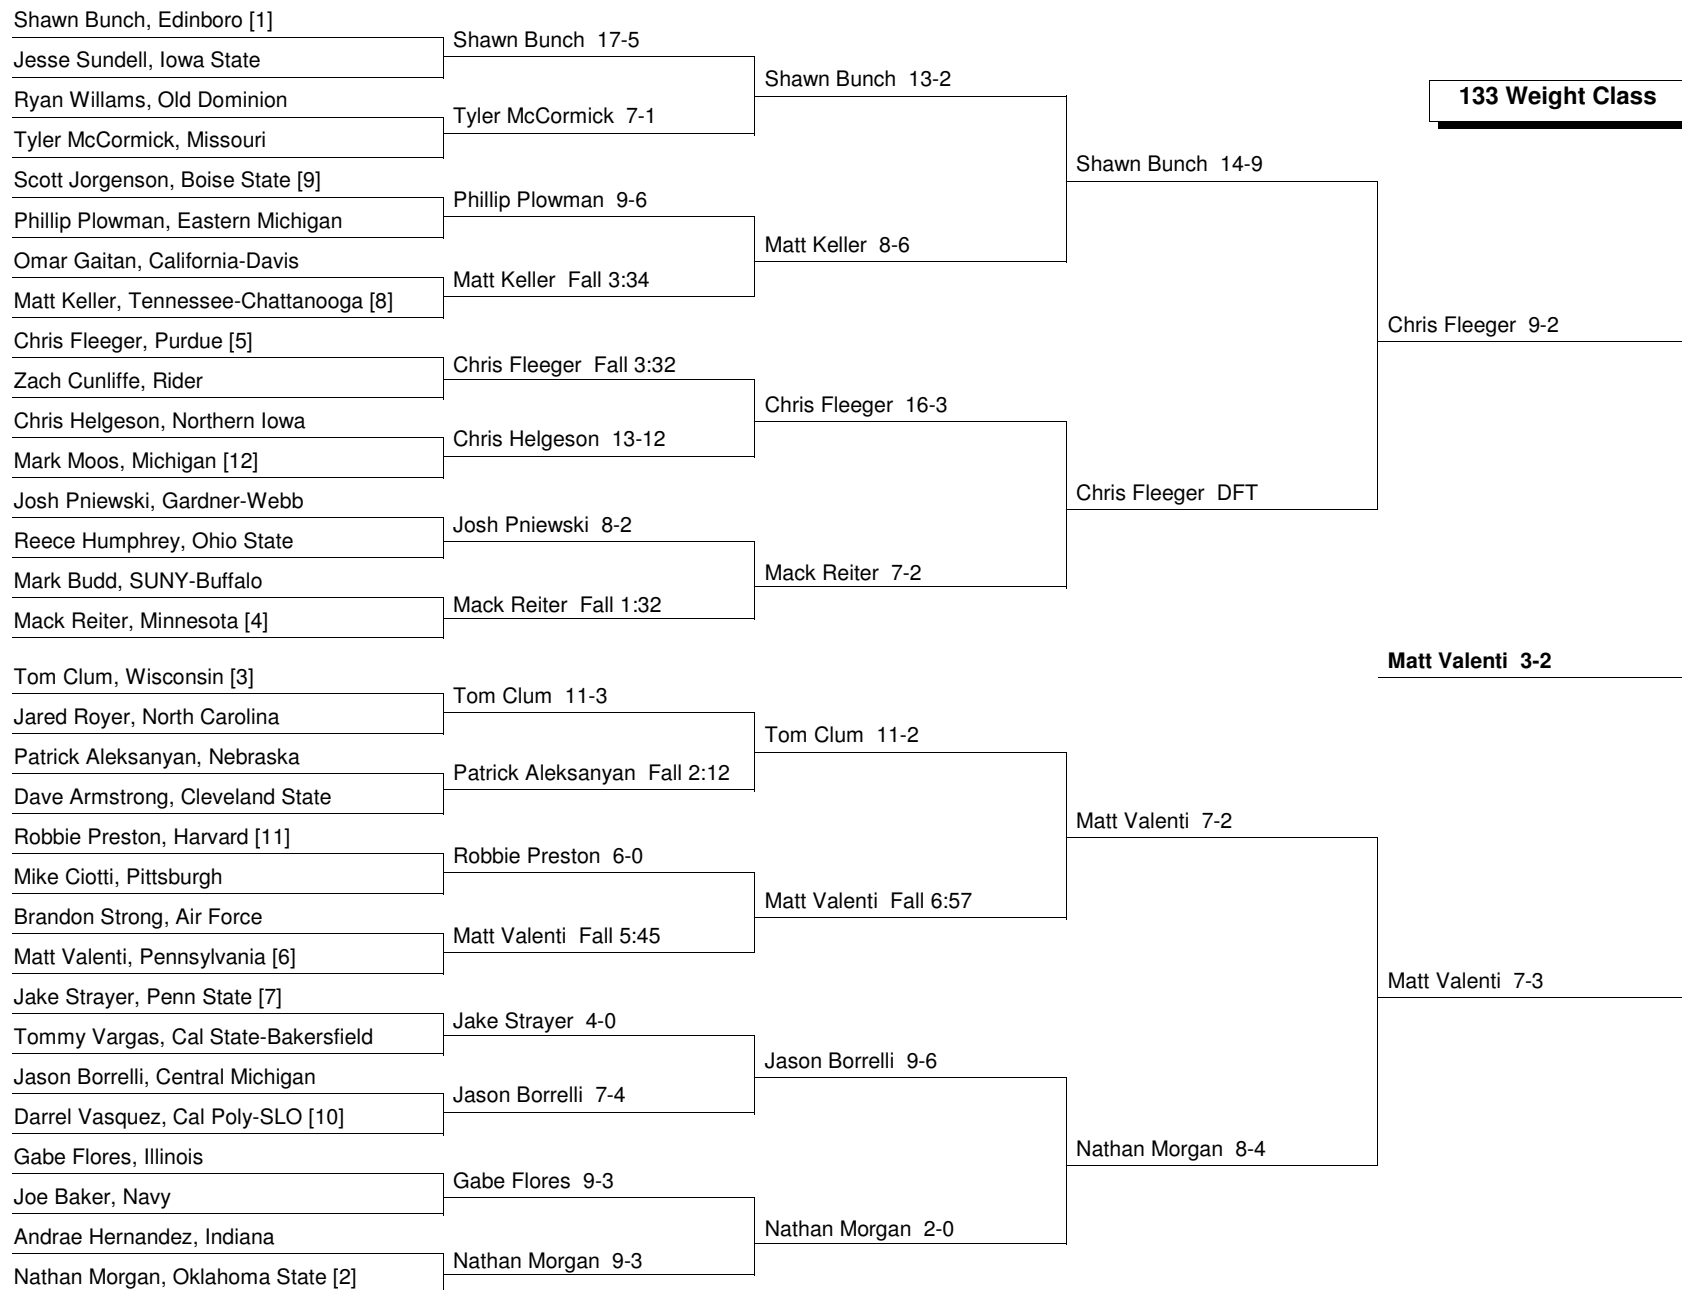 Shawn Bunch, Edinboro [1]
Jesse Sundell, Iowa State
Ryan Willams, Old Dominion
Tyler McCormick, Missouri
Scott Jorgenson, Boise State [9]
Phillip Plowman, Eastern Michigan
Omar Gaitan, California-Davis
Matt Keller, Tennessee-Chattanooga [8]
Chris Fleeger, Purdue [5]
Zach Cunliffe, Rider
Chris Helgeson, Northern Iowa
Mark Moos, Michigan [12]
Josh Pniewski, Gardner-Webb
Reece Humphrey, Ohio State
Mark Budd, SUNY-Buffalo
Mack Reiter, Minnesota [4]
Tom Clum, Wisconsin [3]
Jared Royer, North Carolina
Patrick Aleksanyan, Nebraska
Dave Armstrong, Cleveland State
Robbie Preston, Harvard [11]
Mike Ciotti, Pittsburgh
Brandon Strong, Air Force
Matt Valenti, Pennsylvania [6]
Jake Strayer, Penn State [7]
Tommy Vargas, Cal State-Bakersfield
Jason Borrelli, Central Michigan
Darrel Vasquez, Cal Poly-SLO [10]
Gabe Flores, Illinois
Joe Baker, Navy
Andrae Hernandez, Indiana
Nathan Morgan, Oklahoma State [2]
Shawn Bunch 17-5
Tyler McCormick 7-1
Phillip Plowman 9-6
Matt Keller Fall 3:34
Chris Fleeger Fall 3:32
Chris Helgeson 13-12
Josh Pniewski 8-2
Mack Reiter Fall 1:32
Tom Clum 11-3
Patrick Aleksanyan Fall 2:12
Robbie Preston 6-0
Matt Valenti Fall 5:45
Jake Strayer 4-0
Jason Borrelli 7-4
Gabe Flores 9-3
Nathan Morgan 9-3
Shawn Bunch 13-2
Matt Keller 8-6
Chris Fleeger 16-3
Mack Reiter 7-2
Tom Clum 11-2
Matt Valenti Fall 6:57
Jason Borrelli 9-6
Nathan Morgan 2-0
Shawn Bunch 14-9
Chris Fleeger DFT
Matt Valenti 7-2
Nathan Morgan 8-4
133 Weight Class
Chris Fleeger 9-2
Matt Valenti 3-2
Matt Valenti 7-3